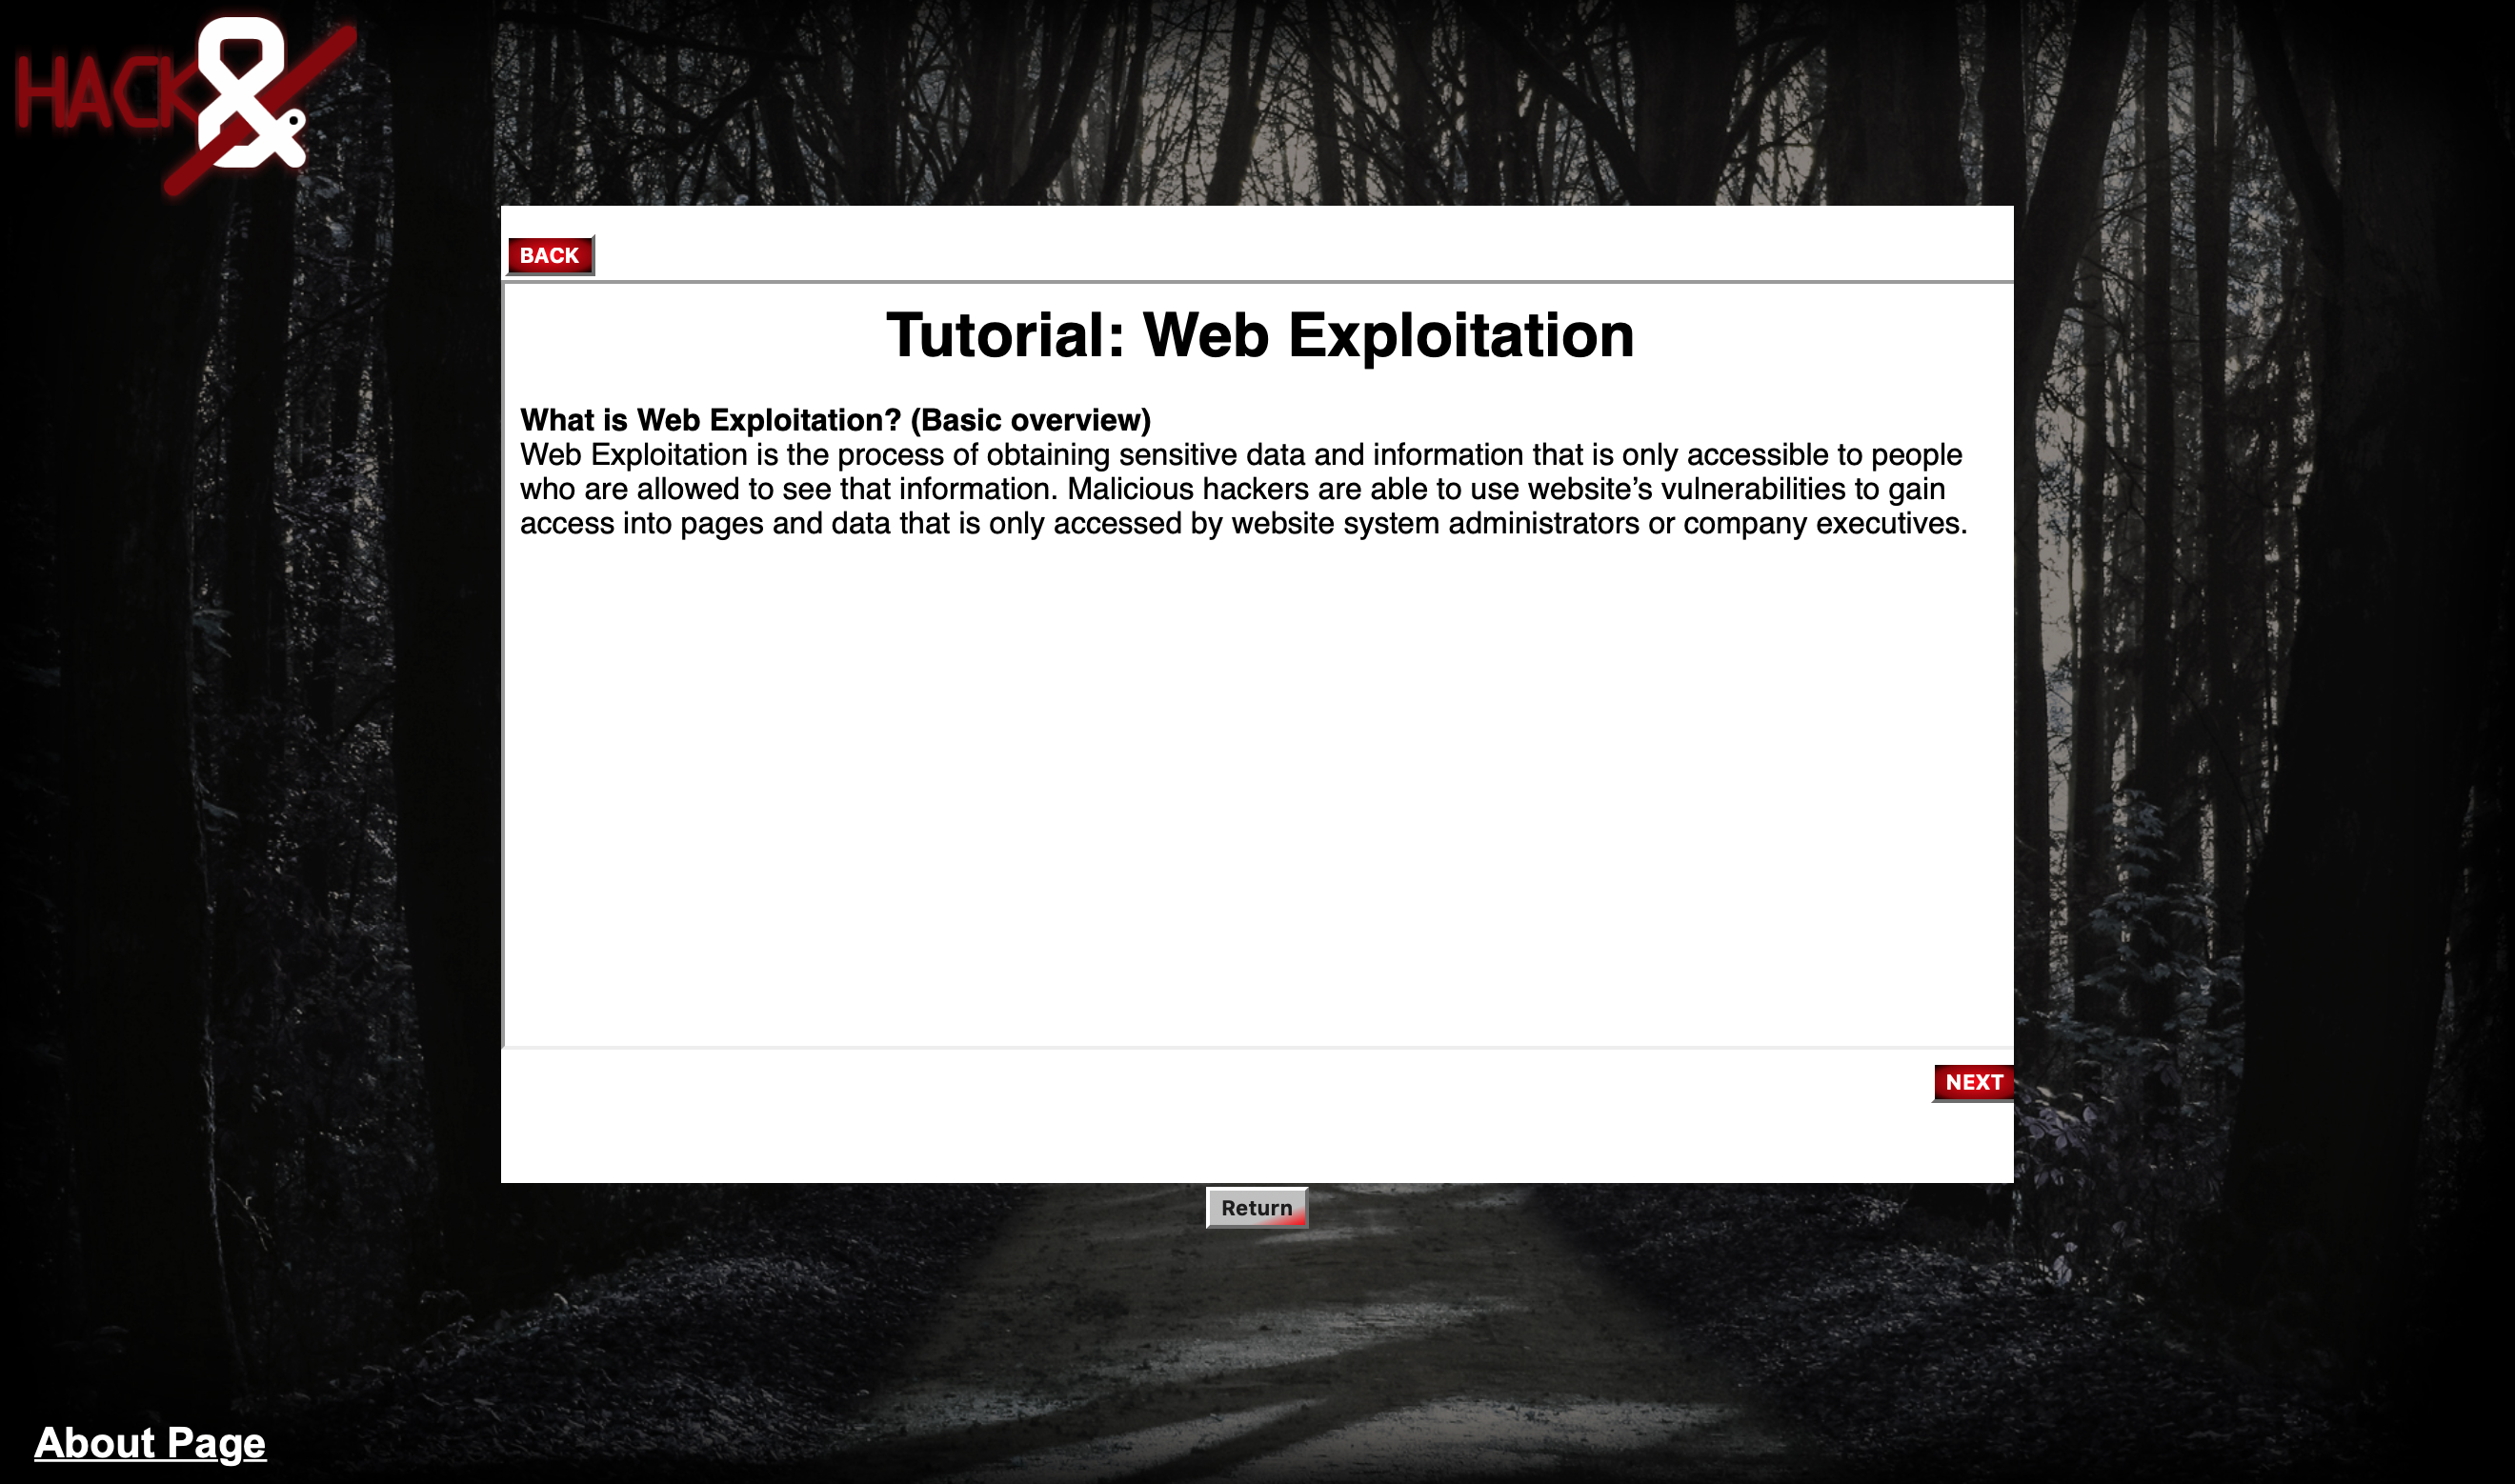 HACK&
BACK
Tutorial: Web Exploitation
What is Web Exploitation? (Basic overview)
Web Exploitation is the process of obtaining sensitive data and information that is only accessible to people
who are allowed to see that information. Malicious hackers are able to use website’s vulnerabilities to gain
access into pages and data that is only accessed by website system administrators or company executives.
NEXT
Return
About Page